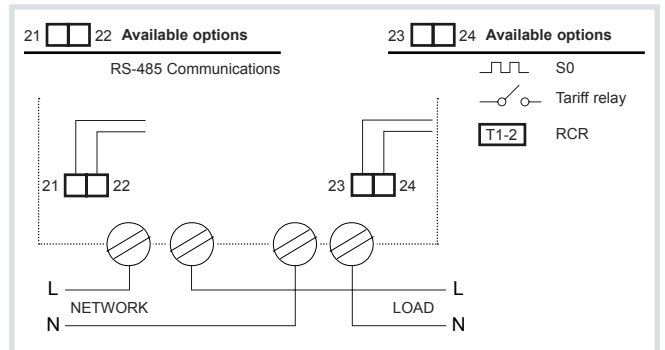 21 22 Available options
RS-485 Communications
23 24 Available options
S0
Tariff relay
T1-2 RCR
21 22
23 24
L L
NETWORK LOAD
N N